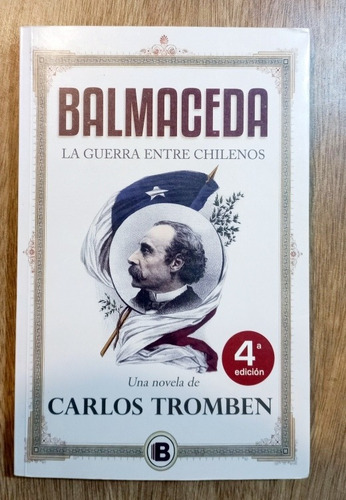 BALMACEDA
LA GUERRA ENTRE CHILENOS
4ª
edición
Una novela de
CARLOS TROMBEN
B